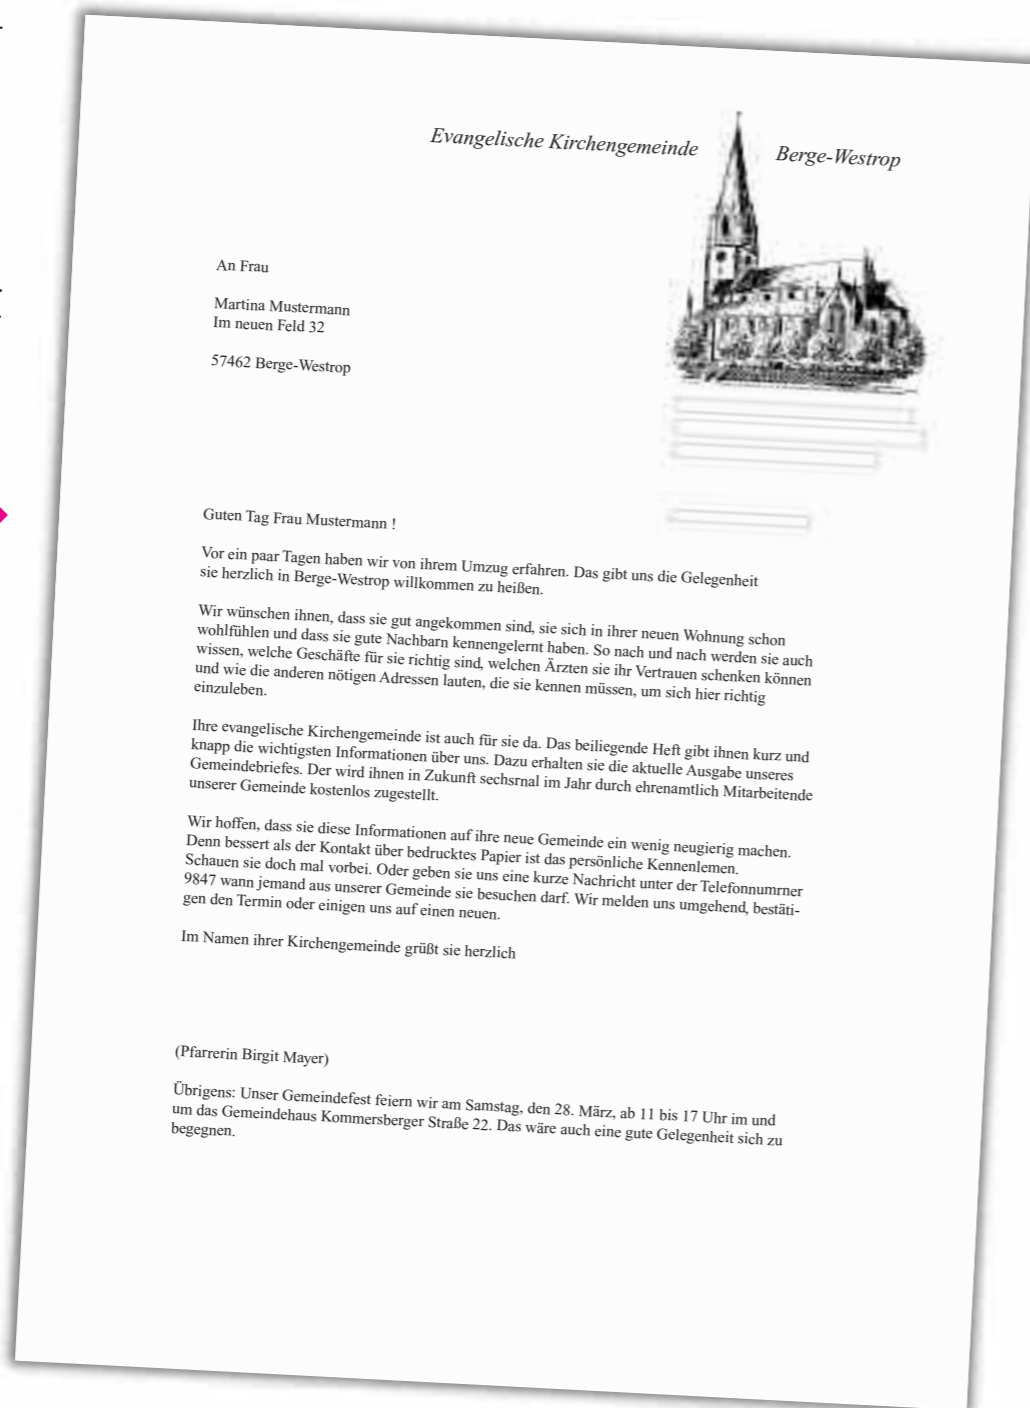 Evangelische Kirchengemeinde Berge-Westrop
An Frau
Martina Mustermann
Im neuen Feld 32
57462 Berge-Westrop
Guten Tag Frau Mustermann !
Vor ein paar Tagen haben wir von ihrem Umzug erfahren. Das gibt uns die Gelegenheit
sie herzlich in Berge-Westrop willkommen zu heißen.
Wir wünschen ihnen, dass sie gut angekommen sind, sie sich in ihrer neuen Wohnung schon
wohlfühlen und dass sie gute Nachbarn kennengelernt haben. So nach und nach werden sie auch
wissen, welche Geschäfte für sie richtig sind, welchen Ärzten sie ihr Vertrauen schenken können
und wie die anderen nötigen Adressen lauten, die sie kennen müssen, um sich hier richtig
einzuleben.
Ihre evangelische Kirchengemeinde ist auch für sie da. Das beiliegende Heft gibt ihnen kurz und
knapp die wichtigsten Informationen über uns. Dazu erhalten sie die aktuelle Ausgabe unseres
Gemeindebriefes. Der wird ihnen in Zukunft sechsrnal im Jahr durch ehrenamtlich Mitarbeitende
unserer Gemeinde kostenlos zugestellt.
Wir hoffen, dass sie diese Informationen auf ihre neue Gemeinde ein wenig neugierig machen.
Denn bessert als der Kontakt über bedrucktes Papier ist das persönliche Kennenlemen.
Schauen sie doch mal vorbei. Oder geben sie uns eine kurze Nachricht unter der Telefonnumrner
9847 wann jemand aus unserer Gemeinde sie besuchen darf. Wir melden uns umgehend, bestäti-
gen den Termin oder einigen uns auf einen neuen.
Im Namen ihrer Kirchengemeinde grüßt sie herzlich
(Pfarrerin Birgit Mayer)
Übrigens: Unser Gemeindefest feiern wir am Samstag, den 28. März, ab 11 bis 17 Uhr im und
um das Gemeindehaus Kommersberger Straße 22. Das wäre auch eine gute Gelegenheit sich zu
begegnen.